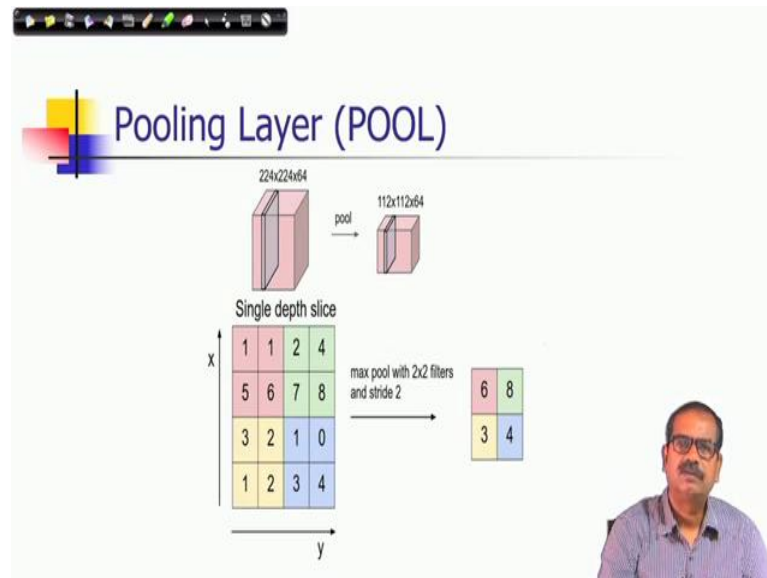 Pooling Layer (POOL)
224x224x64
pool
112x112x64
Single depth slice
x
1 1 2 4
5 6 7 8
3 2 1 0
1 2 3 4
y
max pool with 2x2 filters
and stride 2
6 8
3 4